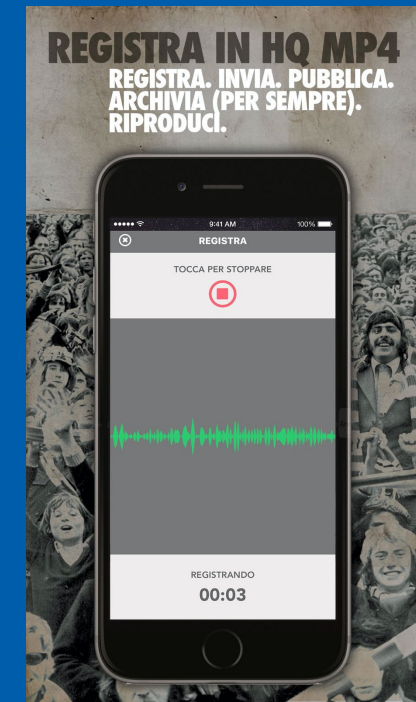 REGISTRA IN HQ MP4
REGISTRA. INVIA. PUBBLICA.
ARCHIVIA (PER SEMPRE).
RIPRODUCI.
9:41 AM
100%
REGISTRA
TOCCA PER STOPPARE
REGISTRANDO
00:03